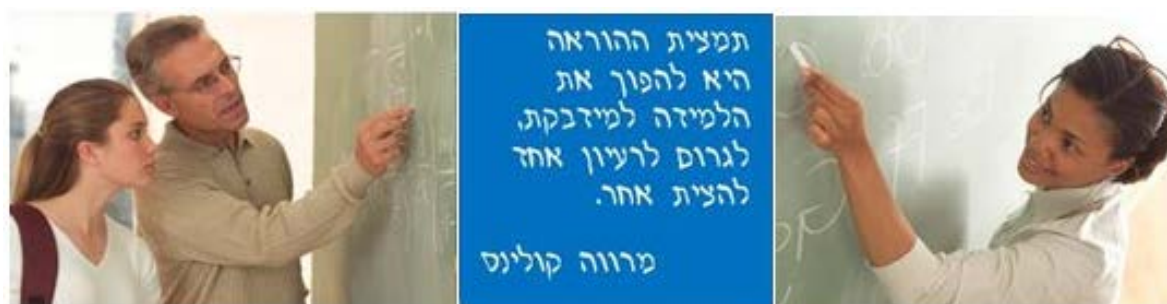 תמצית ההוראה
היא להפוך את
הלמידה למידבקת,
לגרום לרעיון אחד
להצית אחר.
מרווה קולינס